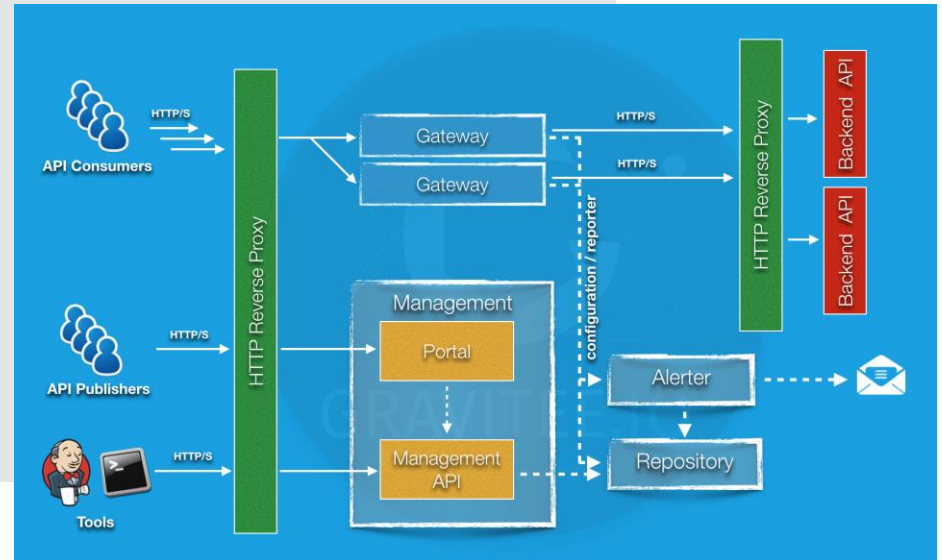 HTTP/S
API Consumers
HTTP Reverse Proxy
Gateway
Gateway
HTTP/S
HTTP/S
HTTP Reverse Proxy
Backend API
Backend API
configuration / reporter
HTTP/S
API Publishers
Management
Portal
Management
API
Alerter
Repository
HTTP/S
Tools
GRAVITEE.IO